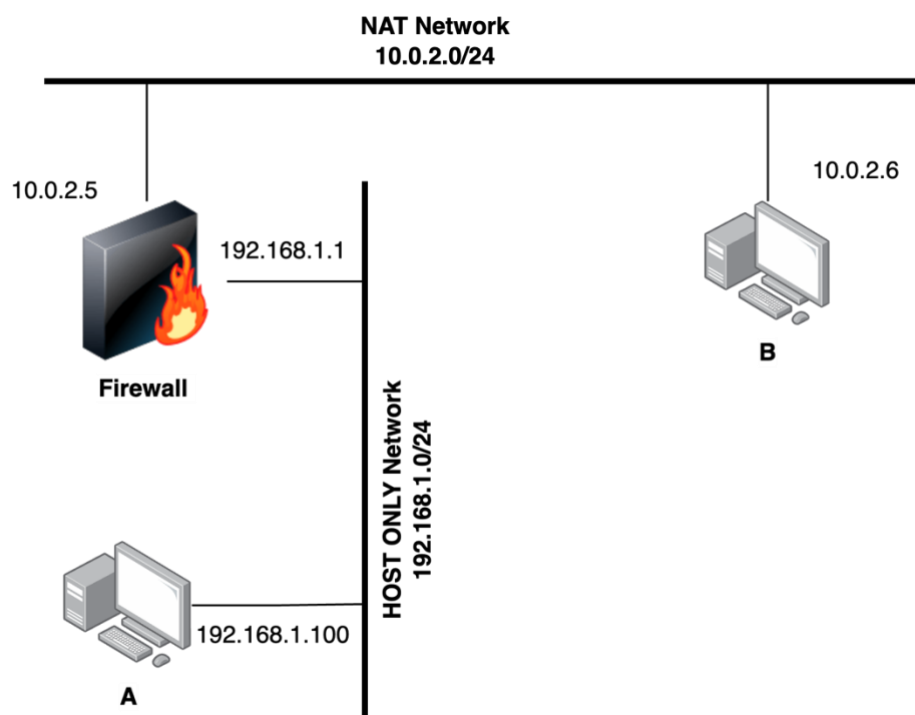 NAT Network
10.0.2.0/24
10.0.2.5
10.0.2.6
192.168.1.1
Firewall
B
HOST ONLY Network
192.168.1.0/24
192.168.1.100
A